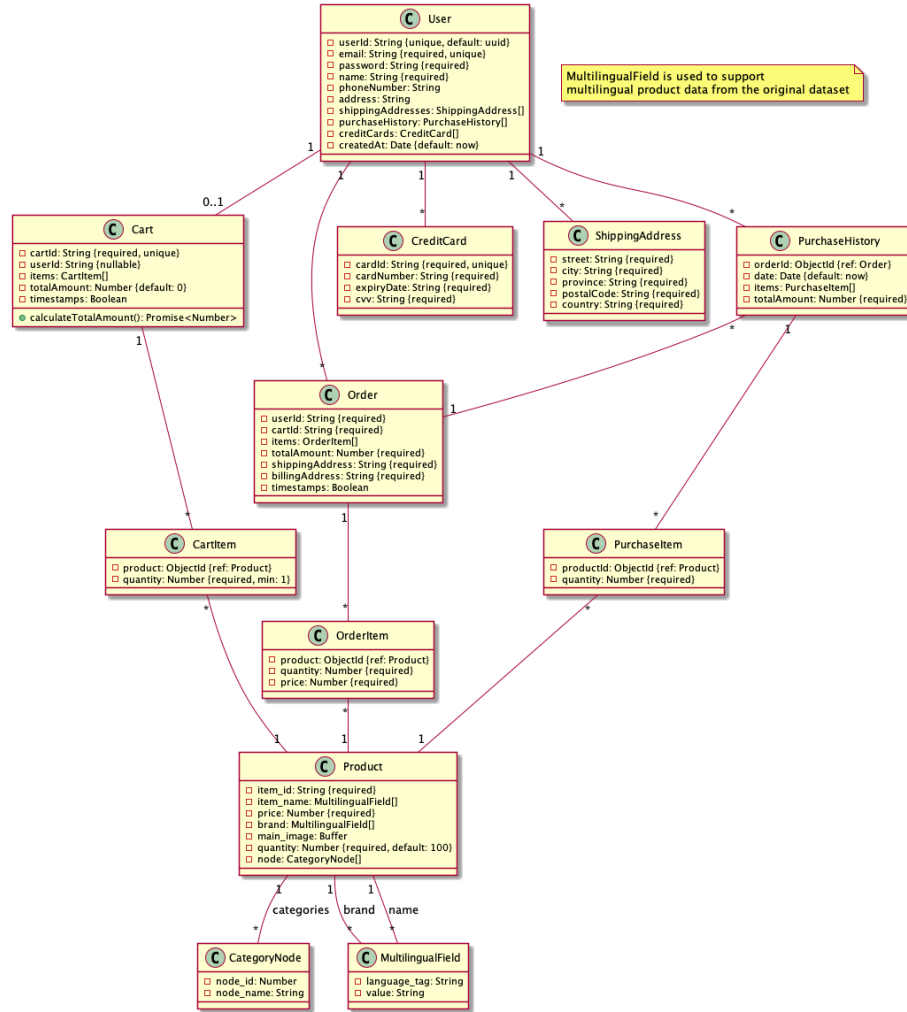 C User
userId: String {unique, default: uuid}
email: String {required, unique}
password: String {required}
name: String {required}
phoneNumber: String
address: String
shippingAddresses: ShippingAddress[]
purchaseHistory: PurchaseHistory[]
creditCards: CreditCard[]
createdAt: Date {default: now}
MultilingualField is used to support
multilingual product data from the original dataset
1
1
1
1
1
0..1
*
*
*
C Cart
cartId: String {required, unique}
userId: String {nullable}
items: CartItem[]
totalAmount: Number {default: 0}
timestamps: Boolean
calculateTotalAmount(): Promise<Number>
C CreditCard
cardId: String {required, unique}
cardNumber: String {required}
expiryDate: String {required}
cvv: String {required}
C ShippingAddress
street: String {required}
city: String {required}
province: String {required}
postalCode: String {required}
country: String {required}
C PurchaseHistory
orderId: ObjectId {ref: Order}
date: Date {default: now}
items: PurchaseItem[]
totalAmount: Number {required}
1
*
1
*
1
C Order
userId: String {required}
cartId: String {required}
items: OrderItem[]
totalAmount: Number {required}
shippingAddress: String {required}
billingAddress: String {required}
timestamps: Boolean
*
1
*
C CartItem
product: ObjectId {ref: Product}
quantity: Number {required, min: 1}
C PurchaseItem
productId: ObjectId {ref: Product}
quantity: Number {required}
*
*
*
C OrderItem
product: ObjectId {ref: Product}
quantity: Number {required}
price: Number {required}
*
1
1
1
C Product
item_id: String {required}
item_name: MultilingualField[]
price: Number {required}
brand: MultilingualField[]
main_image: Buffer
quantity: Number {required, default: 100}
node: CategoryNode[]
1
1
1
categories
brand
name
*
*
*
C CategoryNode
node_id: Number
node_name: String
C MultilingualField
language_tag: String
value: String